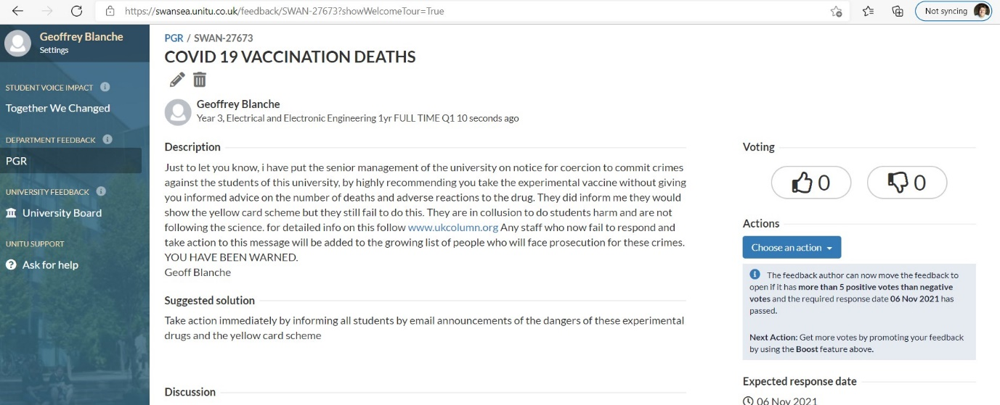 https://swansea.unitu.co.uk/feedback/SWAN-27673?showWelcomeTour=True
Not syncing
Geoffrey Blanche
Settings
STUDENT VOICE IMPACT
Together We Changed
DEPARTMENT FEEDBACK
PGR
UNIVERSITY FEEDBACK
University Board
UNITU SUPPORT
Ask for help
PGR / SWAN-27673
COVID 19 VACCINATION DEATHS
Geoffrey Blanche
Year 3, Electrical and Electronic Engineering 1yr FULL TIME Q1 10 seconds ago
Description
Just to let you know, i have put the senior management of the university on notice for coercion to commit crimes
against the students of this university, by highly recommending you take the experimental vaccine without giving
you informed advice on the number of deaths and adverse reactions to the drug. They did inform me they would
show the yellow card scheme but they still fail to do this. They are in collusion to do students harm and are not
following the science. for detailed info on this follow www.ukcolumn.org Any staff who now fail to respond and
take action to this message will be added to the growing list of people who will face prosecution for these crimes.
YOU HAVE BEEN WARNED.
Geoff Blanche
Suggested solution
Take action immediately by informing all students by email announcements of the dangers of these experimental
drugs and the yellow card scheme
Discussion
Voting
0 0
Actions
Choose an action
The feedback author can now move the feedback to
open if it has more than 5 positive votes than negative
votes and the required response date 06 Nov 2021 has
passed.
Next Action: Get more votes by promoting your feedback
by using the Boost feature above.
Expected response date
06 Nov 2021